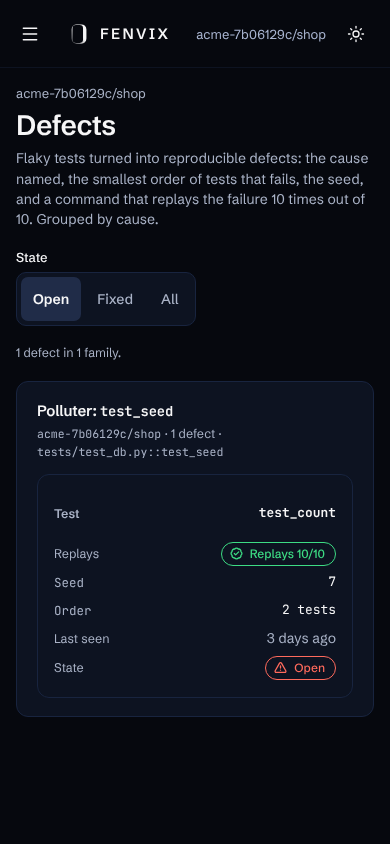 FENVIX
acme-7b06129c/shop
acme-7b06129c/shop
Defects
Flaky tests turned into reproducible defects: the cause
named, the smallest order of tests that fails, the seed,
and a command that replays the failure 10 times out of
10. Grouped by cause.
State
Open Fixed All
1 defect in 1 family.
Polluter: test_seed
acme-7b06129c/shop · 1 defect ·
tests/test_db.py::test_seed
Test test_count
Replays Replays 10/10
Seed 7
Order 2 tests
Last seen 3 days ago
State Open